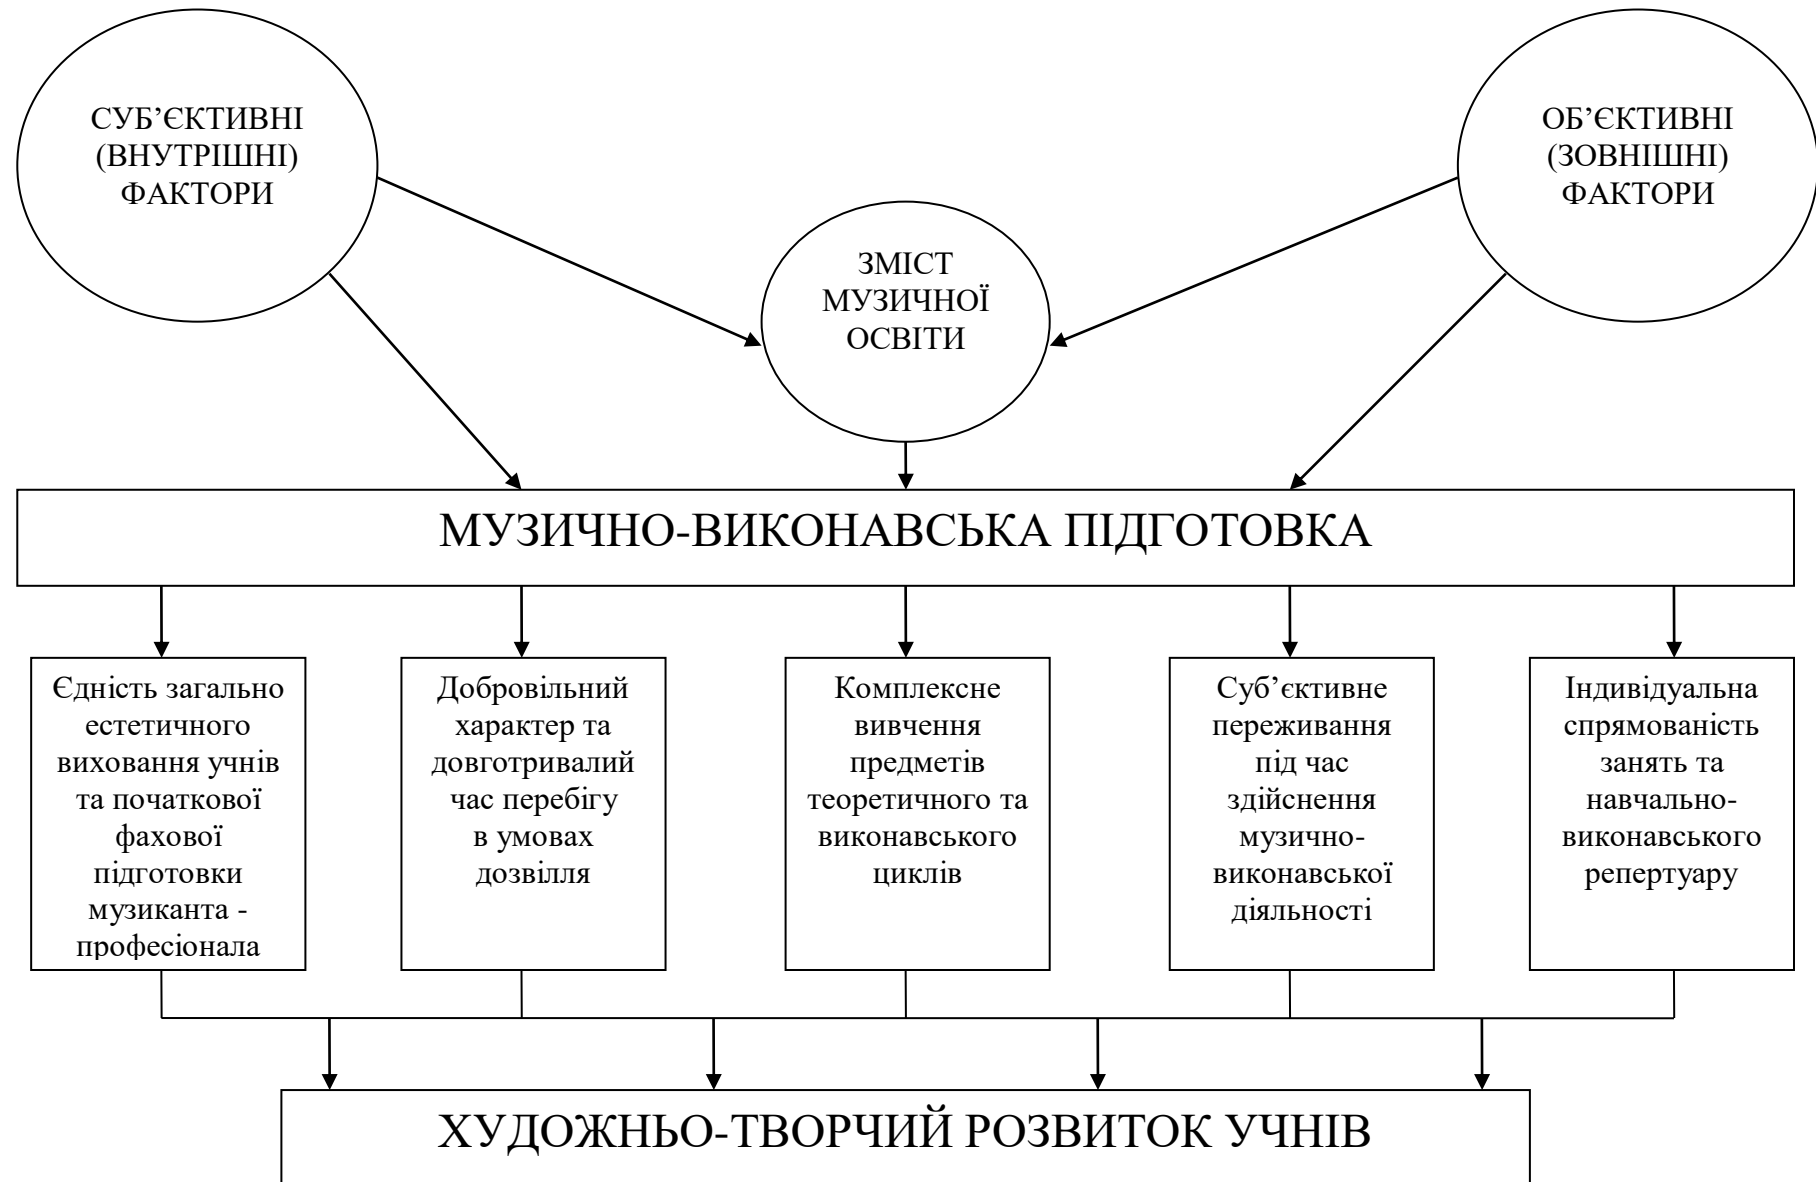 СУБ’ЄКТИВНІ
(ВНУТРІШНІ)
ФАКТОРИ
ОБ’ЄКТИВНІ
(ЗОВНІШНІ)
ФАКТОРИ
ЗМІСТ
МУЗИЧНОЇ
ОСВІТИ
МУЗИЧНО-ВИКОНАВСЬКА ПІДГОТОВКА
Єдність загально
естетичного
виховання учнів
та початкової
фахової
підготовки
музиканта -
професіонала
Добровільний
характер та
довготривалий
час перебігу
в умовах
дозвілля
Комплексне
вивчення
предметів
теоретичного та
виконавського
циклів
Суб’єктивне
переживання
під час
здійснення
музично-
виконавської
діяльності
Індивідуальна
спрямованість
занять та
навчально-
виконавського
репертуару
ХУДОЖНЬО-ТВОРЧИЙ РОЗВИТОК УЧНІВ